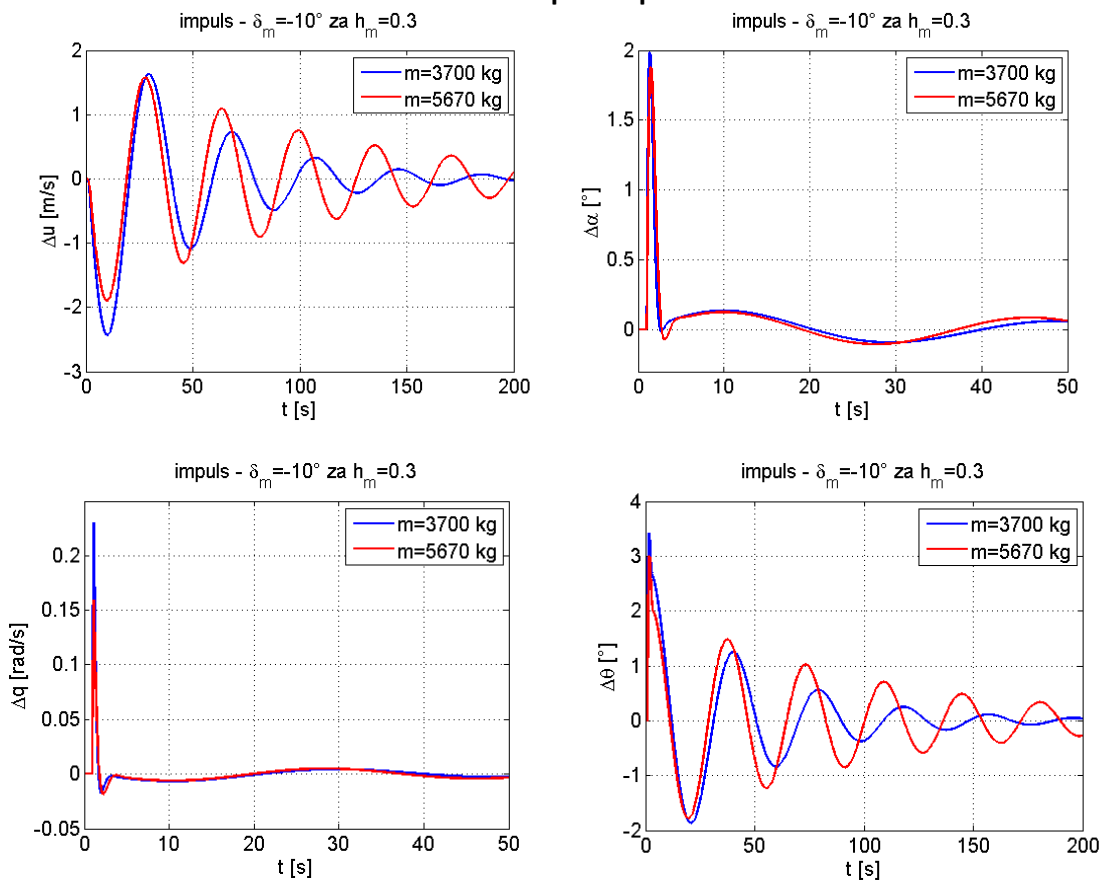 impuls - δm=-10° za hm=0.3
Δu [m/s]
2
1
0
-1
-2
-3
0
50
100
150
200
t [s]
m=3700 kg
m=5670 kg
impuls - δm=-10° za hm=0.3
Δα [°]
2
1.5
1
0.5
0
0
10
20
30
40
50
t [s]
m=3700 kg
m=5670 kg
impuls - δm=-10° za hm=0.3
Δq [rad/s]
0.2
0.15
0.1
0.05
0
-0.05
0
10
20
30
40
50
t [s]
m=3700 kg
m=5670 kg
impuls - δm=-10° za hm=0.3
Δθ [°]
4
3
2
1
0
-1
-2
0
50
100
150
200
t [s]
m=3700 kg
m=5670 kg